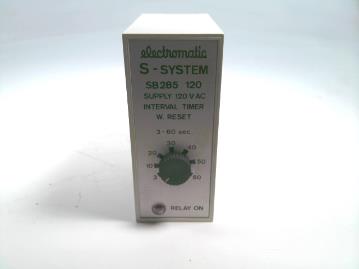 electromatic
S-SYSTEM
SB285 120
SUPPLY 120 V AC
INTERVAL TIMER
W. RESET
3-60 sec.
30
20 40
10 50
3 60
RELAY ON